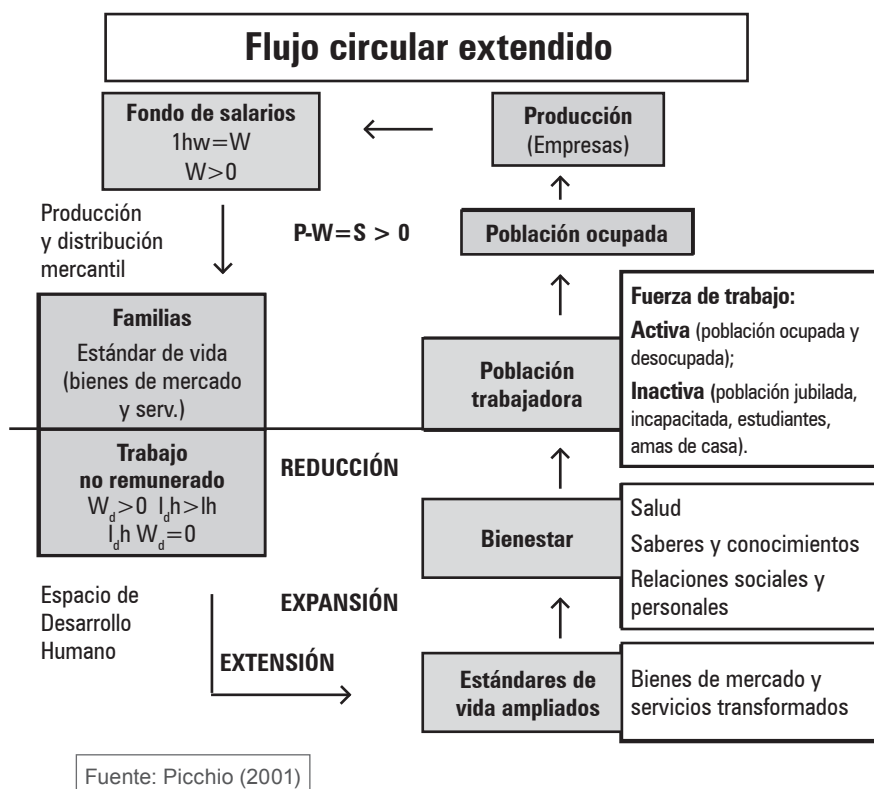 Flujo circular extendido
Fondo de salarios
1hw=W
W>0
Producción
(Empresas)
Producción
y distribución
mercantil
P-W=S > 0
Población ocupada
Familias
Estándar de vida
(bienes de mercado
y serv.)
Población
trabajadora
Fuerza de trabajo:
Activa (población ocupada y
desocupada);
Inactiva (población jubilada,
incapacitada, estudiantes,
amas de casa).
Trabajo
no remunerado
W_d>0 l_dh>lh
l_dh W_d=0
REDUCCIÓN
Bienestar
Salud
Saberes y conocimientos
Relaciones sociales y
personales
Espacio de
Desarrollo
Humano
EXPANSIÓN
EXTENSIÓN
Estándares de
vida ampliados
Bienes de mercado y
servicios transformados
Fuente: Picchio (2001)